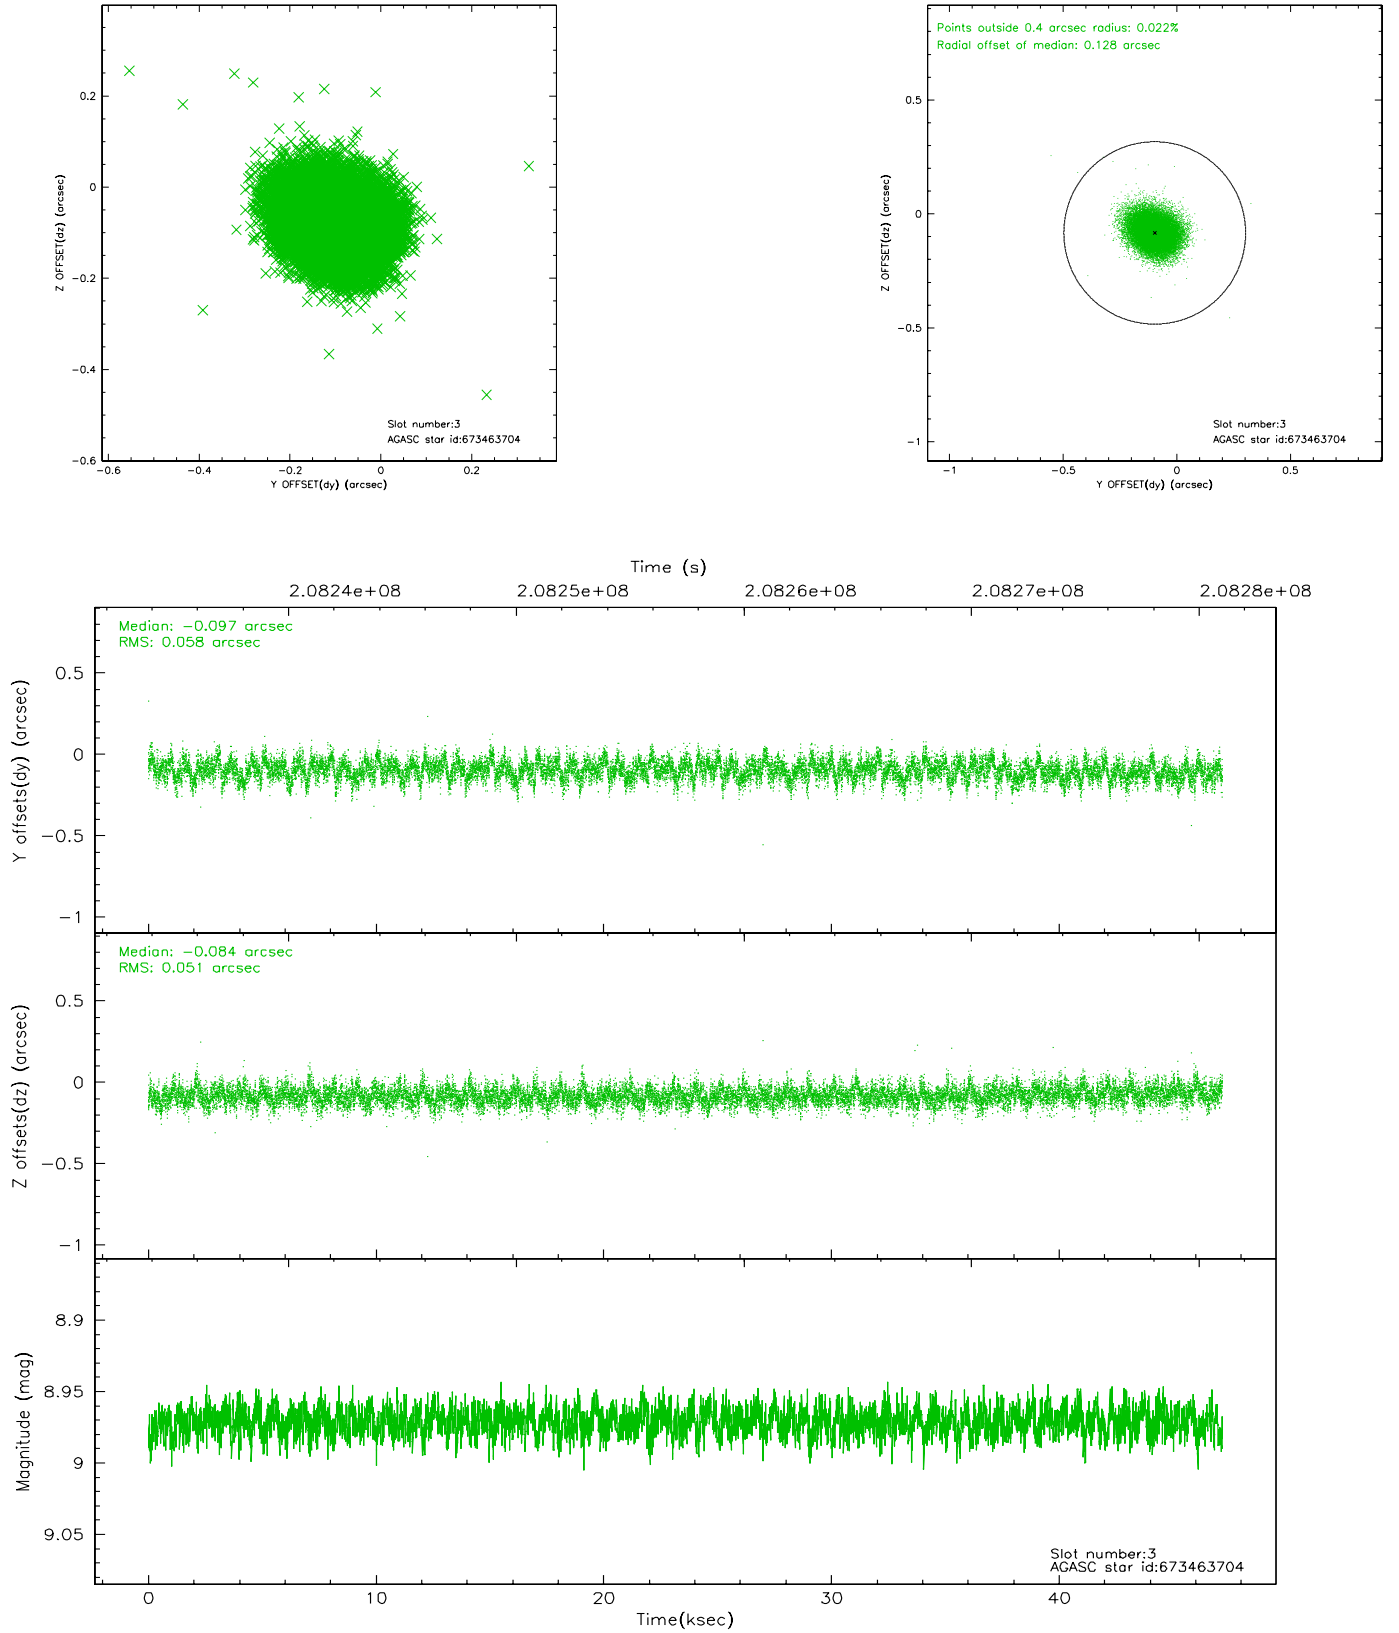 0.2
0
-0.2
-0.4
-0.6
Z OFFSET(dz) (arcsec)
Slot number:3
AGASC star id:673463704
-0.6
-0.4
-0.2
0
0.2
Y OFFSET(dy) (arcsec)
Points outside 0.4 arcsec radius: 0.022%
Radial offset of median: 0.128 arcsec
0.5
0
-0.5
-1
Z OFFSET(dz) (arcsec)
Slot number:3
AGASC star id:673463704
-1
-0.5
0
0.5
Y OFFSET(dy) (arcsec)
Time (s)
2.0824e+08
2.0825e+08
2.0826e+08
2.0827e+08
2.0828e+08
Median: -0.097 arcsec
RMS: 0.058 arcsec
0.5
0
-0.5
-1
Y offsets(dy) (arcsec)
Median: -0.084 arcsec
RMS: 0.051 arcsec
0.5
0
-0.5
-1
Z offsets(dz) (arcsec)
8.9
8.95
9
9.05
Magnitude (mag)
Slot number:3
AGASC star id:673463704
0
10
20
30
40
Time(ksec)